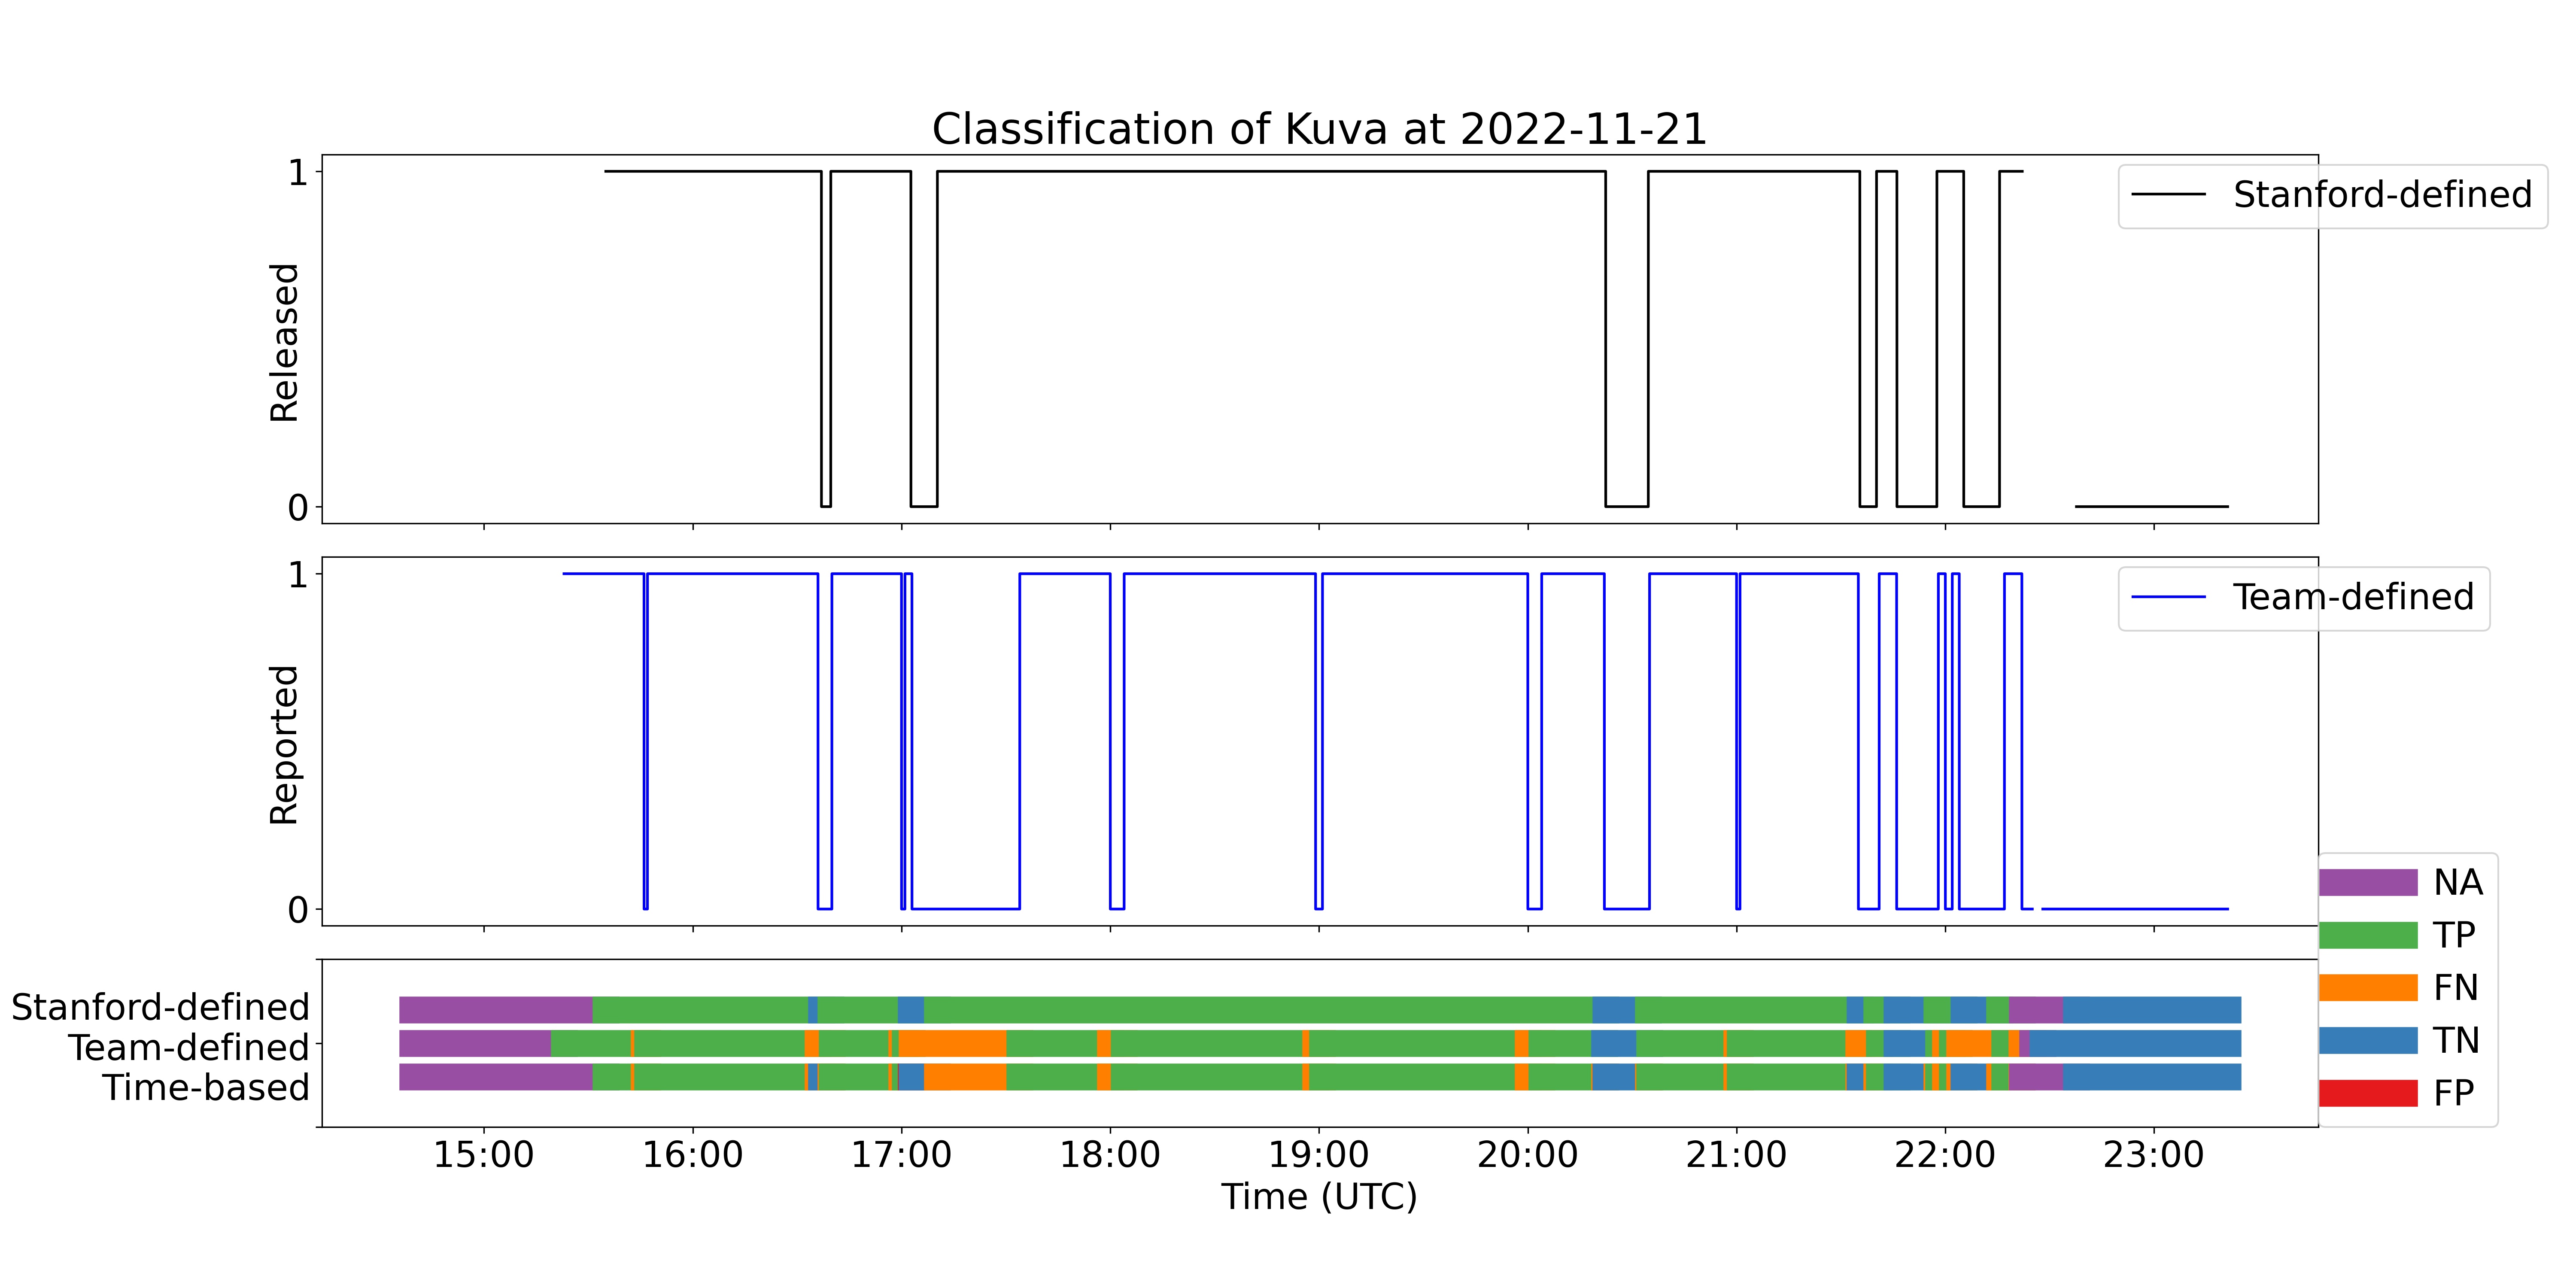 Classification of Kuva at 2022-11-21
1
0
Released
Stanford-defined
1
0
Reported
Team-defined
NA
TP
FN
TN
FP
Stanford-defined
Team-defined
Time-based
15:00 16:00 17:00 18:00 19:00 20:00 21:00 22:00 23:00
Time (UTC)